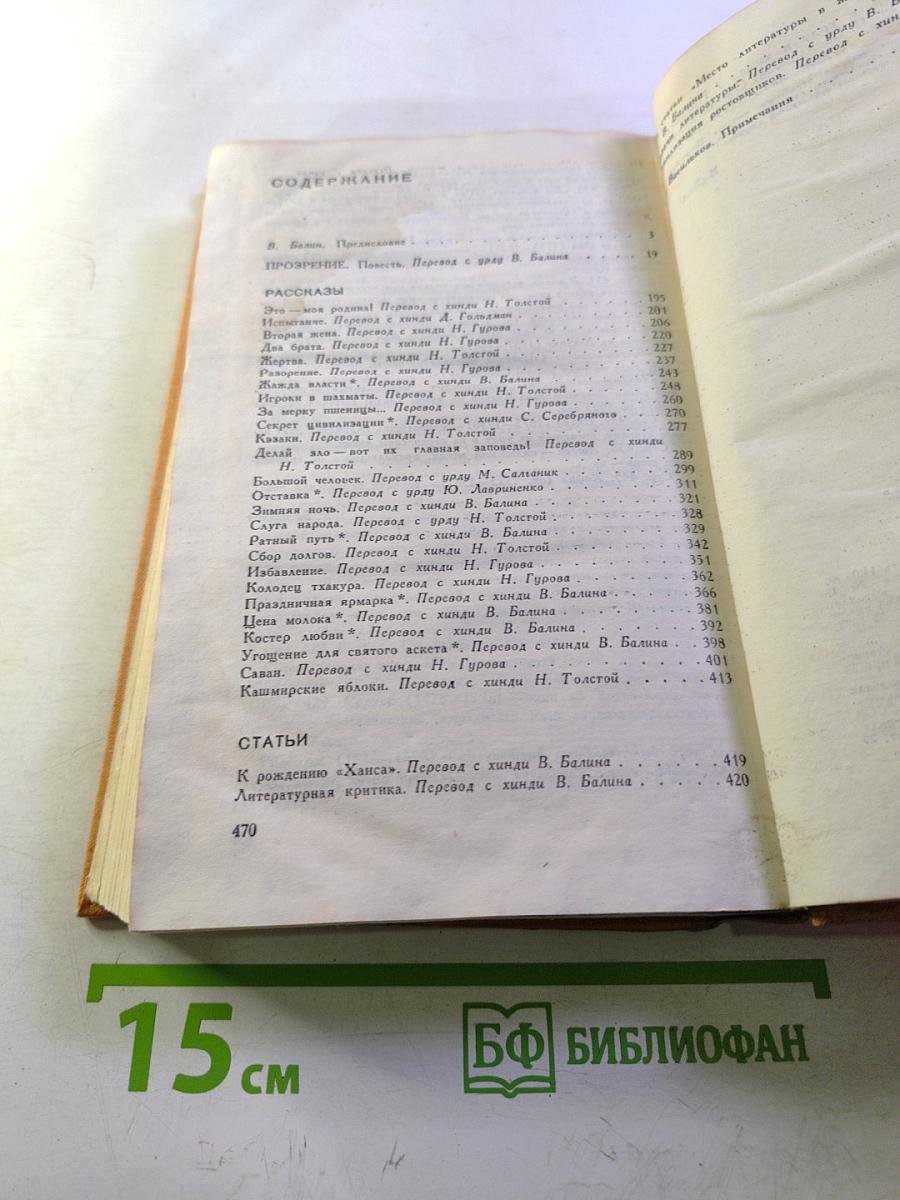 СОДЕРЖАНИЕ
В. Балин. Предисловие . . . . . . . . . . . . . . . . 3
ПРОЗРЕНИЕ. Повесть. Перевод с урду В. Балина . . . . 19
РАССКАЗЫ
Это — моя родина! Перевод с хинди Н. Толстой . . . . . . 195
Испытание. Перевод с хинди Д. Гольдман . . . . . . . . 201
Вторая жена. Перевод с хинди Н. Гурова . . . . . . . . 206
Два брата. Перевод с хинди Н. Гурова . . . . . . . . . 220
Жертва. Перевод с хинди Н. Толстой . . . . . . . . . 227
Разорение. Перевод с хинди Н. Гурова . . . . . . . . . 237
Жажда власти*. Перевод с хинди В. Балина . . . . . . . 243
Игроки в шахматы. Перевод с хинди Н. Толстой . . . . . . 248
За мерку пшеницы... Перевод с хинди Н. Гурова . . . . . . 260
Секрет цивилизации*. Перевод с хинди С. Серебряного . . . 270
Кэзаки. Перевод с хинди Н. Толстой . . . . . . . . . 277
Делай зло — вот их главная заповедь! Перевод с хинди
Н. Толстой . . . . . . . . . . . . . . . . 289
Большой человек. Перевод с урду М. Салганик . . . . . . 299
Отставка*. Перевод с урду Ю. Лавриненко . . . . . . . 311
Зимняя ночь. Перевод с хинди В. Балина . . . . . . . . 321
Слуга народа. Перевод с урду Н. Толстой . . . . . . . 328
Ратный путь*. Перевод с хинди В. Балина . . . . . . . 329
Сбор долгов. Перевод с хинди Н. Толстой . . . . . . . 342
Избавление. Перевод с хинди Н. Гурова . . . . . . . . 351
Колодец тхакура. Перевод с хинди Н. Гурова . . . . . . 362
Праздничная ярмарка*. Перевод с хинди В. Балина . . . . . 366
Цена молока*. Перевод с хинди В. Балина . . . . . . . 381
Костер любви*. Перевод с хинди В. Балина . . . . . . . 392
Угощение для святого аскета*. Перевод с хинди В. Балина . . 398
Саван. Перевод с хинди Н. Гурова . . . . . . . . . . 401
Кашмирские яблоки. Перевод с хинди Н. Толстой . . . . . 413
СТАТЬИ
К рождению «Ханса». Перевод с хинди В. Балина . . . . . . 419
Литературная критика. Перевод с хинди В. Балина . . . . . 420
470
статьи «Место литературы в
В. Балина
литературы. Перевод с урду В.
ростовщиков. Перевод с
Васильков. Примечания
15 см
БФ БИБЛИОФАН